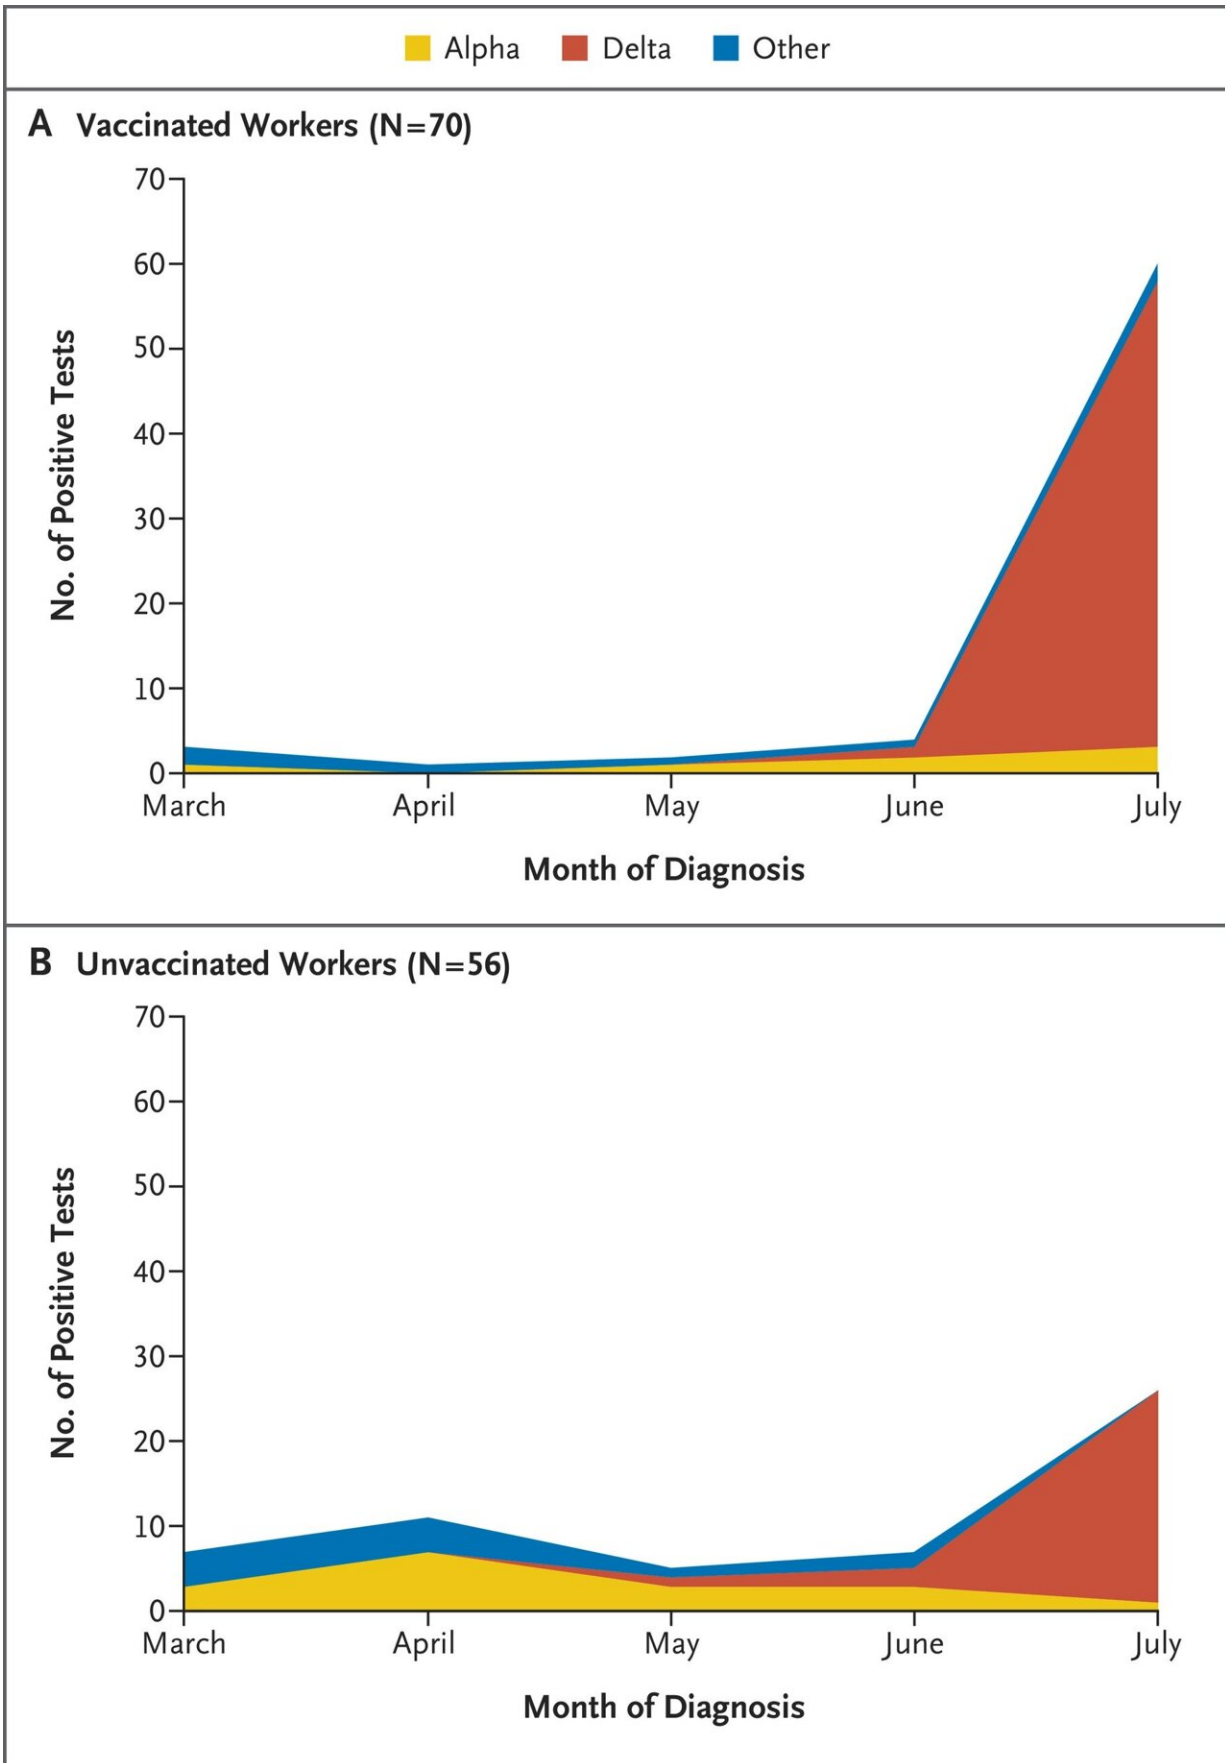 Alpha Delta Other
A Vaccinated Workers (N=70)
No. of Positive Tests
70
60
50
40
30
20
10
0
March April May June July
Month of Diagnosis
B Unvaccinated Workers (N=56)
No. of Positive Tests
70
60
50
40
30
20
10
0
March April May June July
Month of Diagnosis